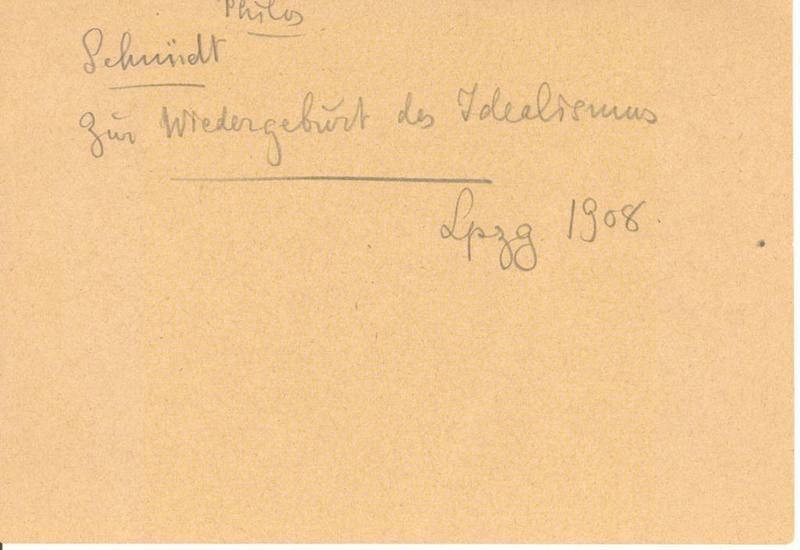 Philos
Schmidt
Zur Wiedergeburt des Idealismus
Lpzg 1908